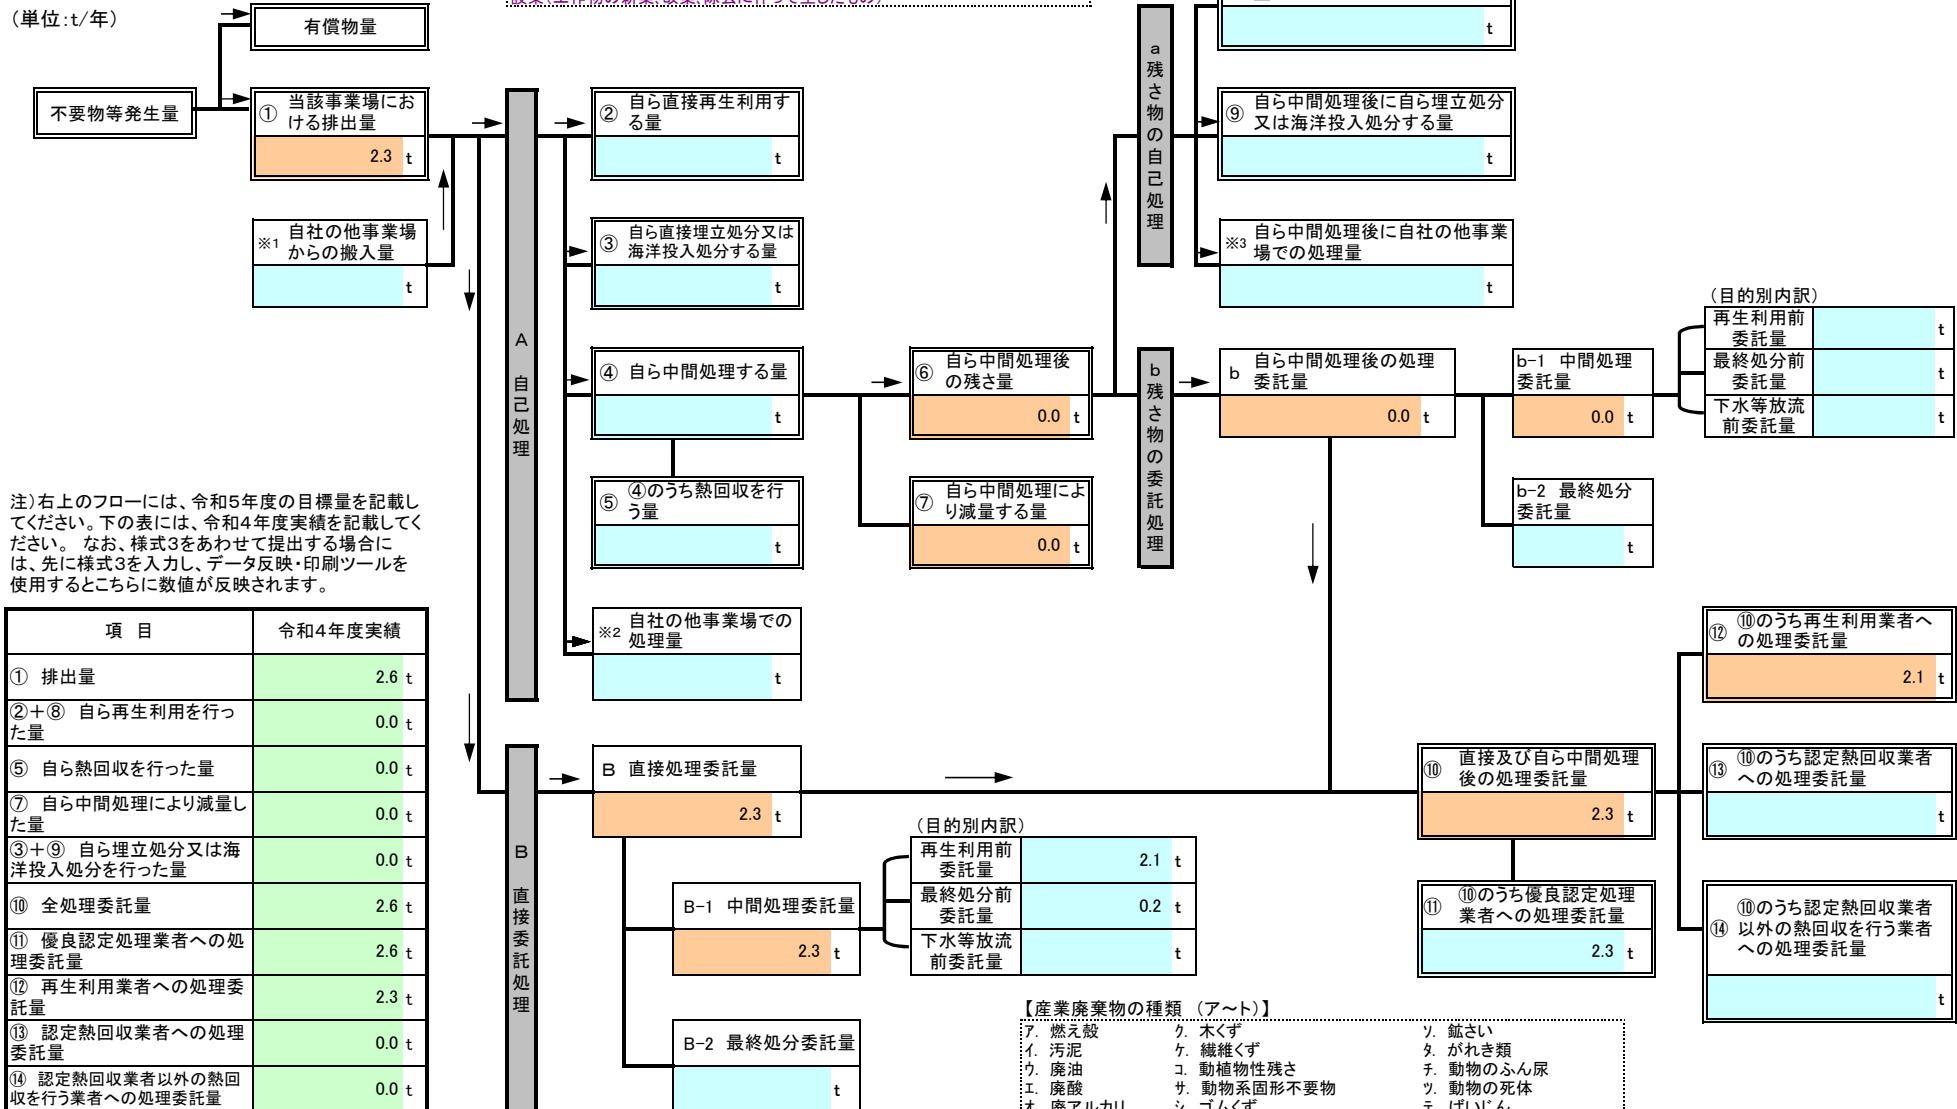 (単位:t/年)
有償物量
不要物等発生量
① 当該事業場にお
ける排出量
2.3 t
※1 自社の他事業場
からの搬入量
t
A 自己処理
② 自ら直接再生利用す
る量
t
③ 自ら直接埋立処分又は
海洋投入処分する量
t
④ 自ら中間処理する量
t
⑤ ④のうち熱回収を行
う量
t
※2 自社の他事業場での
処理量
t
⑥ 自ら中間処理後
の残さ量
0.0 t
⑦ 自ら中間処理によ
り減量する量
0.0 t
a 残さ物の自己処理
t
⑨ 自ら中間処理後に自ら埋立処分
又は海洋投入処分する量
t
※3 自ら中間処理後に自社の他事業
場での処理量
t
b 残さ物の委託処理
b 自ら中間処理後の処理
委託量
0.0 t
b-1 中間処理
委託量
0.0 t
(目的別内訳)
再生利用前
委託量
t
最終処分前
委託量
t
下水等放流
前委託量
t
b-2 最終処分
委託量
t
注)右上のフローには、令和5年度の目標量を記載し
てください。下の表には、令和4年度実績を記載してく
ださい。 なお、様式3をあわせて提出する場合に
は、先に様式3を入力し、データ反映・印刷ツールを
使用するとこちらに数値が反映されます。
項 目 令和4年度実績
① 排出量 2.6 t
②+⑧ 自ら再生利用を行っ
た量
0.0 t
⑤ 自ら熱回収を行った量 0.0 t
⑦ 自ら中間処理により減量し
た量
0.0 t
③+⑨ 自ら埋立処分又は海
洋投入処分を行った量
0.0 t
⑩ 全処理委託量 2.6 t
⑪ 優良認定処理業者への処
理委託量
2.6 t
⑫ 再生利用業者への処理委
託量
2.3 t
⑬ 認定熱回収業者への処理
委託量
0.0 t
⑭ 認定熱回収業者以外の熱回
収を行う業者への処理委託量
0.0 t
B 直接委託処理
B 直接処理委託量
2.3 t
B-1 中間処理委託量
2.3 t
(目的別内訳)
再生利用前
委託量
2.1 t
最終処分前
委託量
0.2 t
下水等放流
前委託量
t
B-2 最終処分委託量
t
⑩ 直接及び自ら中間処理
後の処理委託量
2.3 t
⑪ ⑩のうち優良認定処理
業者への処理委託量
2.3 t
⑫ ⑩のうち再生利用業者へ
の処理委託量
2.1 t
⑬ ⑩のうち認定熱回収業者
への処理委託量
t
⑭ ⑩のうち認定熱回収業者
以外の熱回収を行う業者
への処理委託量
t
【産業廃棄物の種類 (ア~ト)】
ア. 燃え殻 ク. 木くず ソ. 鉱さい
イ. 汚泥 ケ. 繊維くず タ. がれき類
ウ. 廃油 コ. 動植物性残さ チ. 動物のふん尿
エ. 廃酸 サ. 動物系固形不要物 ツ. 動物の死体
オ. 廃アルカリ シ. ゴムくず テ. ばいじん